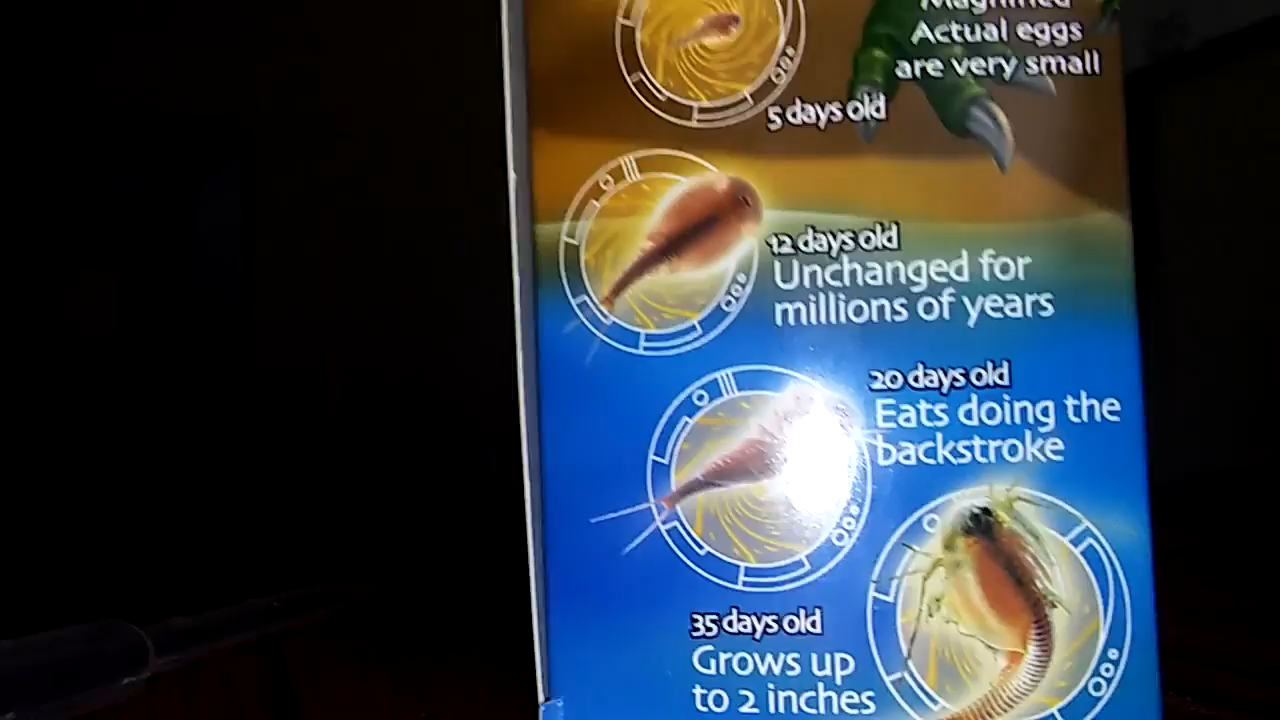 Magnified
Actual eggs
are very small
5 days old
12 days old
Unchanged for
millions of years
20 days old
Eats doing the
backstroke
35 days old
Grows up
to 2 inches